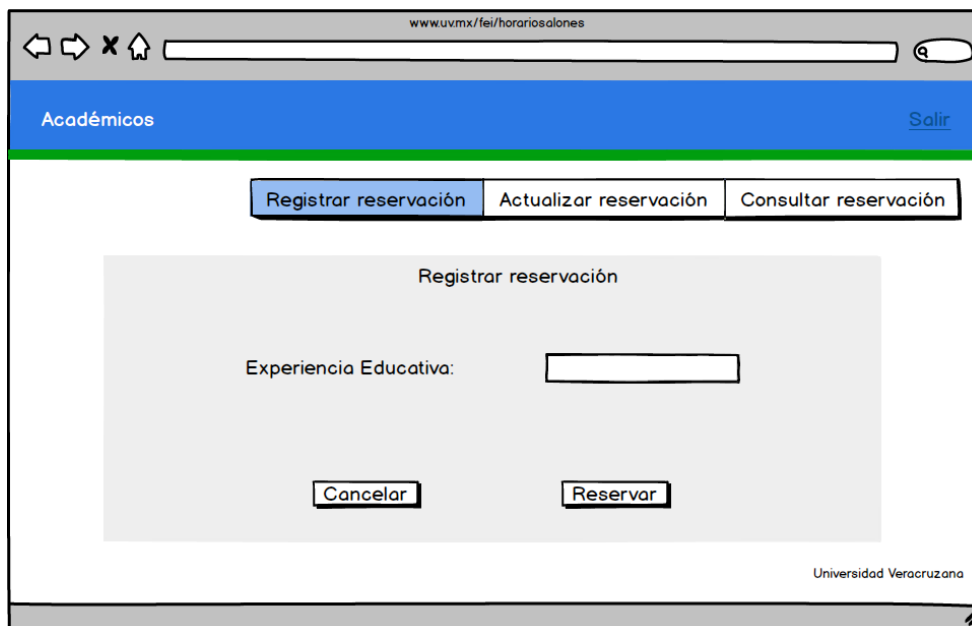 www.uv.mx/fei/horariosalones
Académicos
Salir
Registrar reservación
Actualizar reservación
Consultar reservación
Registrar reservación
Experiencia Educativa:
Cancelar
Reservar
Universidad Veracruzana